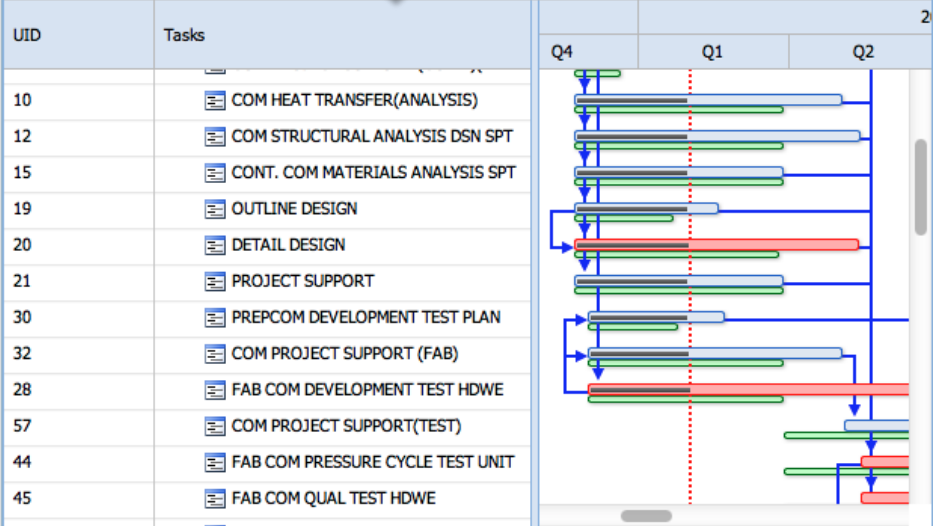 20
UID Tasks Q4 Q1 Q2
10 COM HEAT TRANSFER(ANALYSIS)
12 COM STRUCTURAL ANALYSIS DSN SPT
15 CONT. COM MATERIALS ANALYSIS SPT
19 OUTLINE DESIGN
20 DETAIL DESIGN
21 PROJECT SUPPORT
30 PREPCOM DEVELOPMENT TEST PLAN
32 COM PROJECT SUPPORT (FAB)
28 FAB COM DEVELOPMENT TEST HDWE
57 COM PROJECT SUPPORT(TEST)
44 FAB COM PRESSURE CYCLE TEST UNIT
45 FAB COM QUAL TEST HDWE